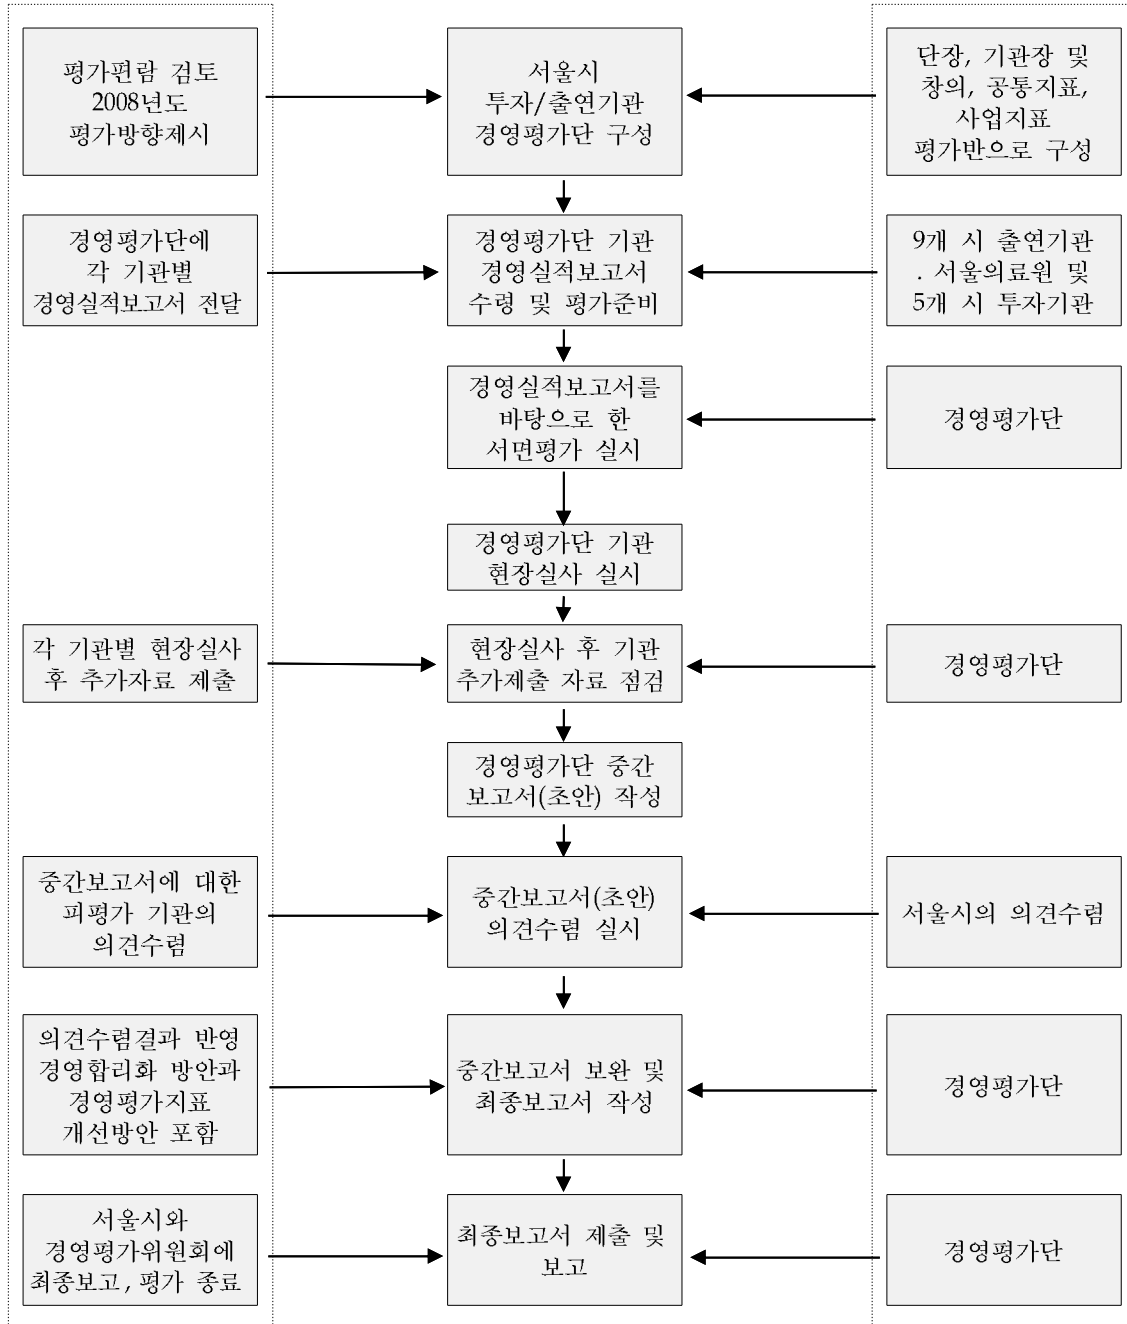 평가편람 검토
2008년도
평가방향제시
서울시
투자/출연기관
경영평가단 구성
단장, 기관장 및
창의, 공통지표,
사업지표
평가반으로 구성
경영평가단에
각 기관별
경영실적보고서 전달
경영평가단 기관
경영실적보고서
수령 및 평가준비
9개 시 출연기관
. 서울의료원 및
5개 시 투자기관
경영실적보고서를
바탕으로 한
서면평가 실시
경영평가단
경영평가단 기관
현장실사 실시
각 기관별 현장실사
후 추가자료 제출
현장실사 후 기관
추가제출 자료 점검
경영평가단
경영평가단 중간
보고서(초안) 작성
중간보고서에 대한
피평가 기관의
의견수렴
중간보고서(초안)
의견수렴 실시
서울시의 의견수렴
의견수렴결과 반영
경영합리화 방안과
경영평가지표
개선방안 포함
중간보고서 보완 및
최종보고서 작성
경영평가단
서울시와
경영평가위원회에
최종보고, 평가 종료
최종보고서 제출 및
보고
경영평가단